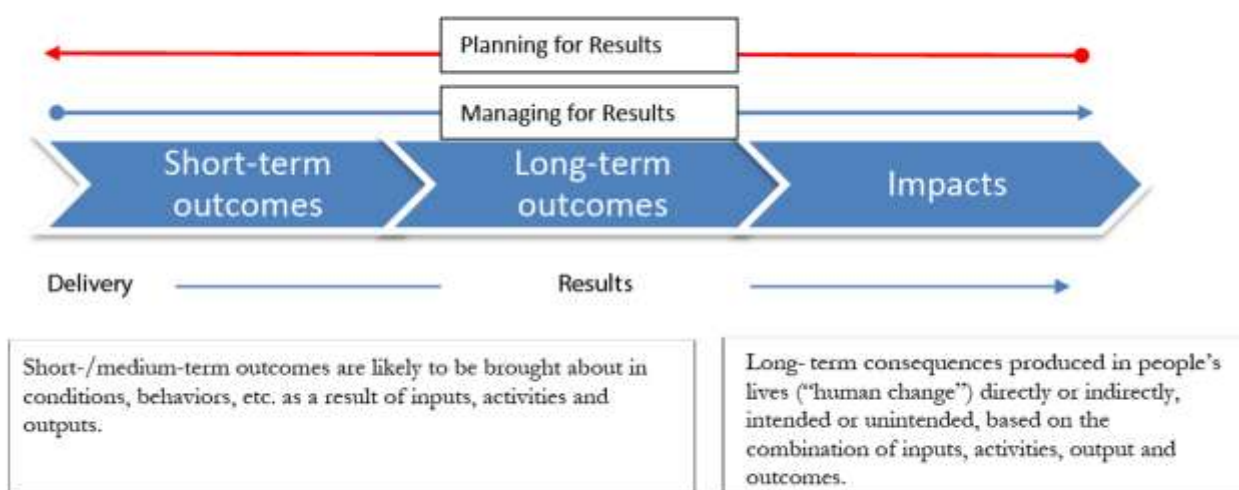 Planning for Results
Managing for Results
Short-term
outcomes
Long-term
outcomes
Impacts
Delivery
Results
Short-/medium-term outcomes are likely to be brought about in
conditions, behaviors, etc. as a result of inputs, activities and
outputs.
Long- term consequences produced in people's
lives ("human change") directly or indirectly,
intended or unintended, based on the
combination of inputs, activities, output and
outcomes.